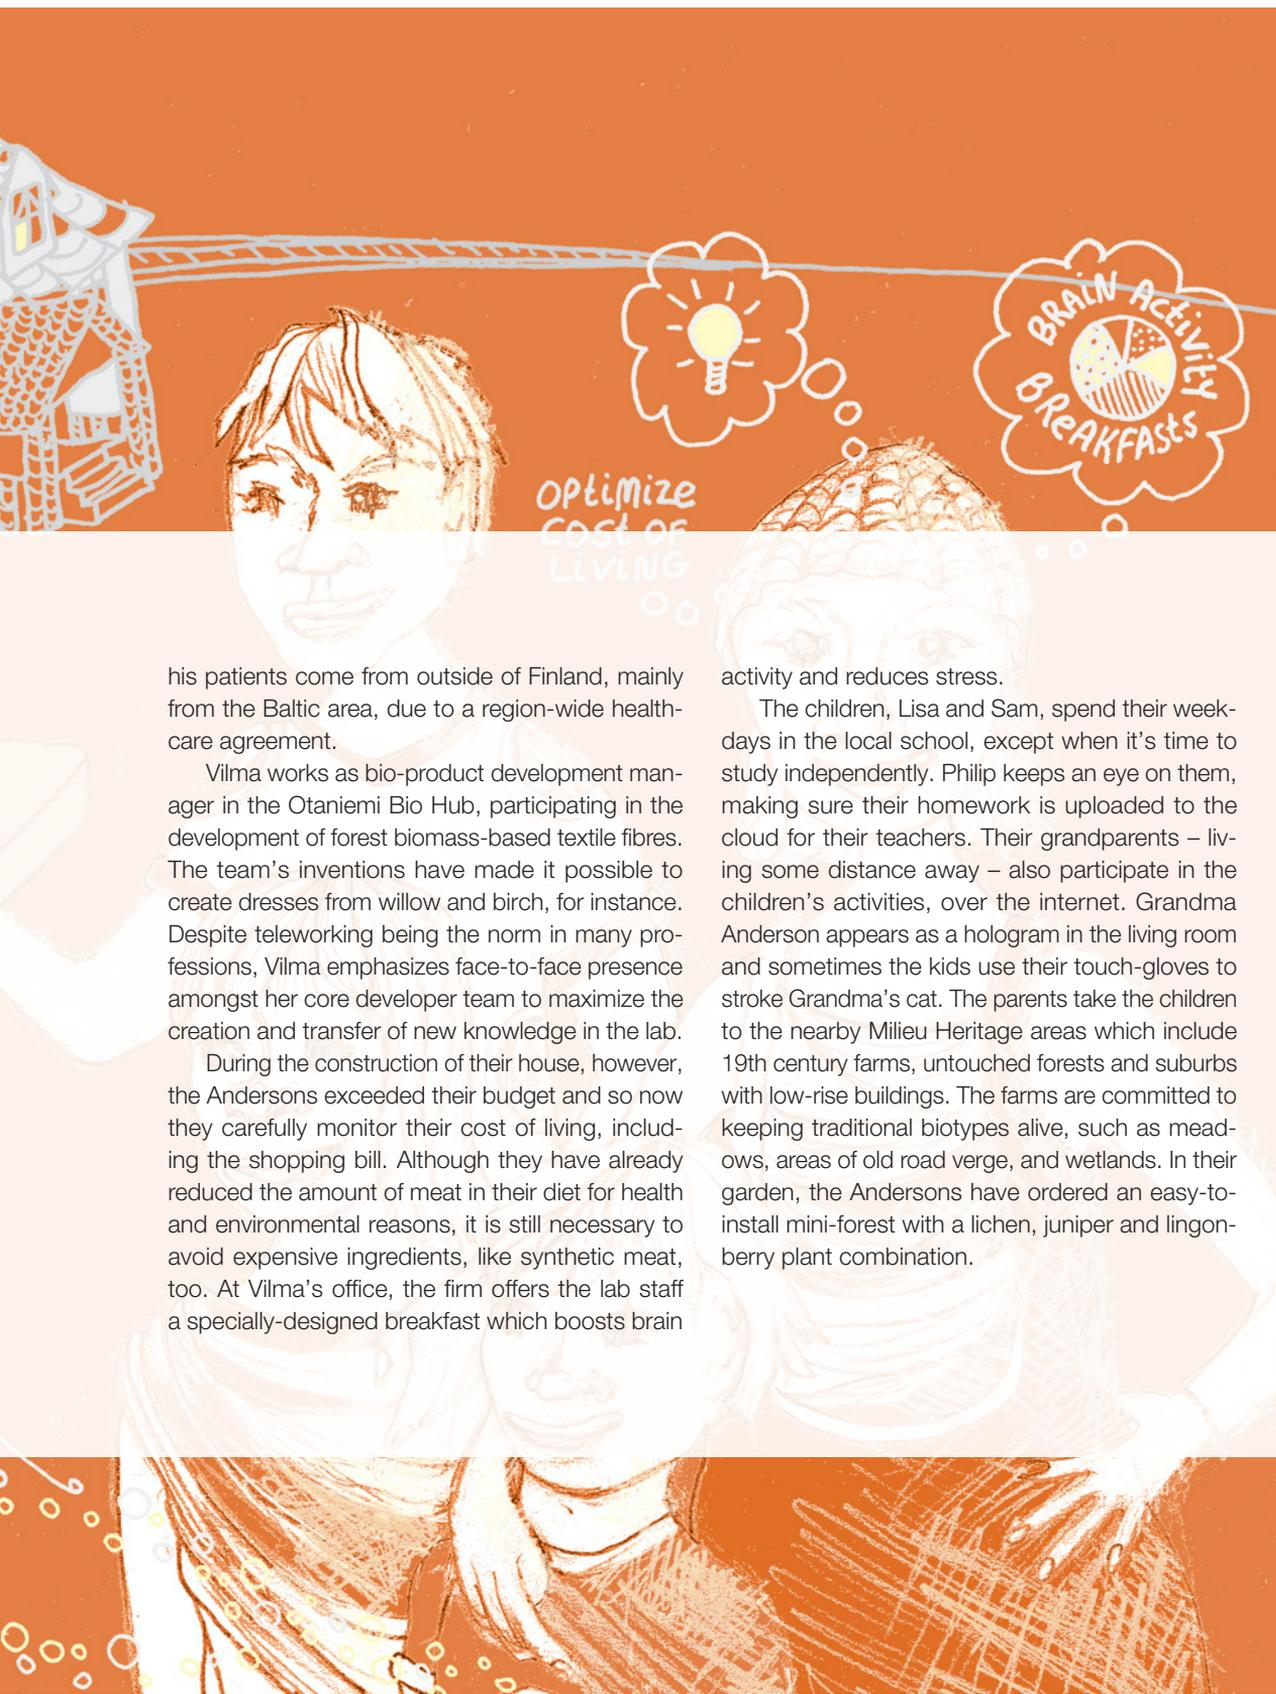 BRAiN Activity
BReAKFAsts
OptiMize
Cost OF
LiViNG
his patients come from outside of Finland, mainly
from the Baltic area, due to a region-wide health-
care agreement.
Vilma works as bio-product development man-
ager in the Otaniemi Bio Hub, participating in the
development of forest biomass-based textile fibres.
The team's inventions have made it possible to
create dresses from willow and birch, for instance.
Despite teleworking being the norm in many pro-
fessions, Vilma emphasizes face-to-face presence
amongst her core developer team to maximize the
creation and transfer of new knowledge in the lab.
During the construction of their house, however,
the Andersons exceeded their budget and so now
they carefully monitor their cost of living, includ-
ing the shopping bill. Although they have already
reduced the amount of meat in their diet for health
and environmental reasons, it is still necessary to
avoid expensive ingredients, like synthetic meat,
too. At Vilma's office, the firm offers the lab staff
a specially-designed breakfast which boosts brain
activity and reduces stress.
The children, Lisa and Sam, spend their week-
days in the local school, except when it's time to
study independently. Philip keeps an eye on them,
making sure their homework is uploaded to the
cloud for their teachers. Their grandparents – liv-
ing some distance away – also participate in the
children's activities, over the internet. Grandma
Anderson appears as a hologram in the living room
and sometimes the kids use their touch-gloves to
stroke Grandma's cat. The parents take the children
to the nearby Milieu Heritage areas which include
19th century farms, untouched forests and suburbs
with low-rise buildings. The farms are committed to
keeping traditional biotypes alive, such as mead-
ows, areas of old road verge, and wetlands. In their
garden, the Andersons have ordered an easy-to-
install mini-forest with a lichen, juniper and lingon-
berry plant combination.